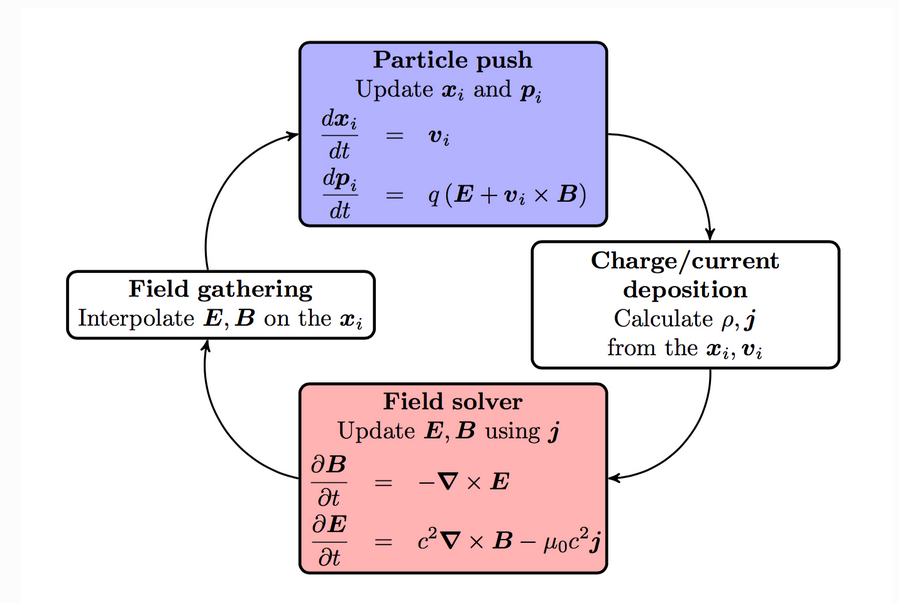 Particle push
Update 𝒙ᵢ and 𝒑ᵢ
d𝒙ᵢ/dt = 𝒗ᵢ
d𝒑ᵢ/dt = q(𝑬 + 𝒗ᵢ × 𝑩)
Charge/current
deposition
Calculate ρ, 𝒋
from the 𝒙ᵢ, 𝒗ᵢ
Field gathering
Interpolate 𝑬, 𝑩 on the 𝒙ᵢ
Field solver
Update 𝑬, 𝑩 using 𝒋
∂𝑩/∂t = −𝛁 × 𝑬
∂𝑬/∂t = c²𝛁 × 𝑩 − μ₀c²𝒋